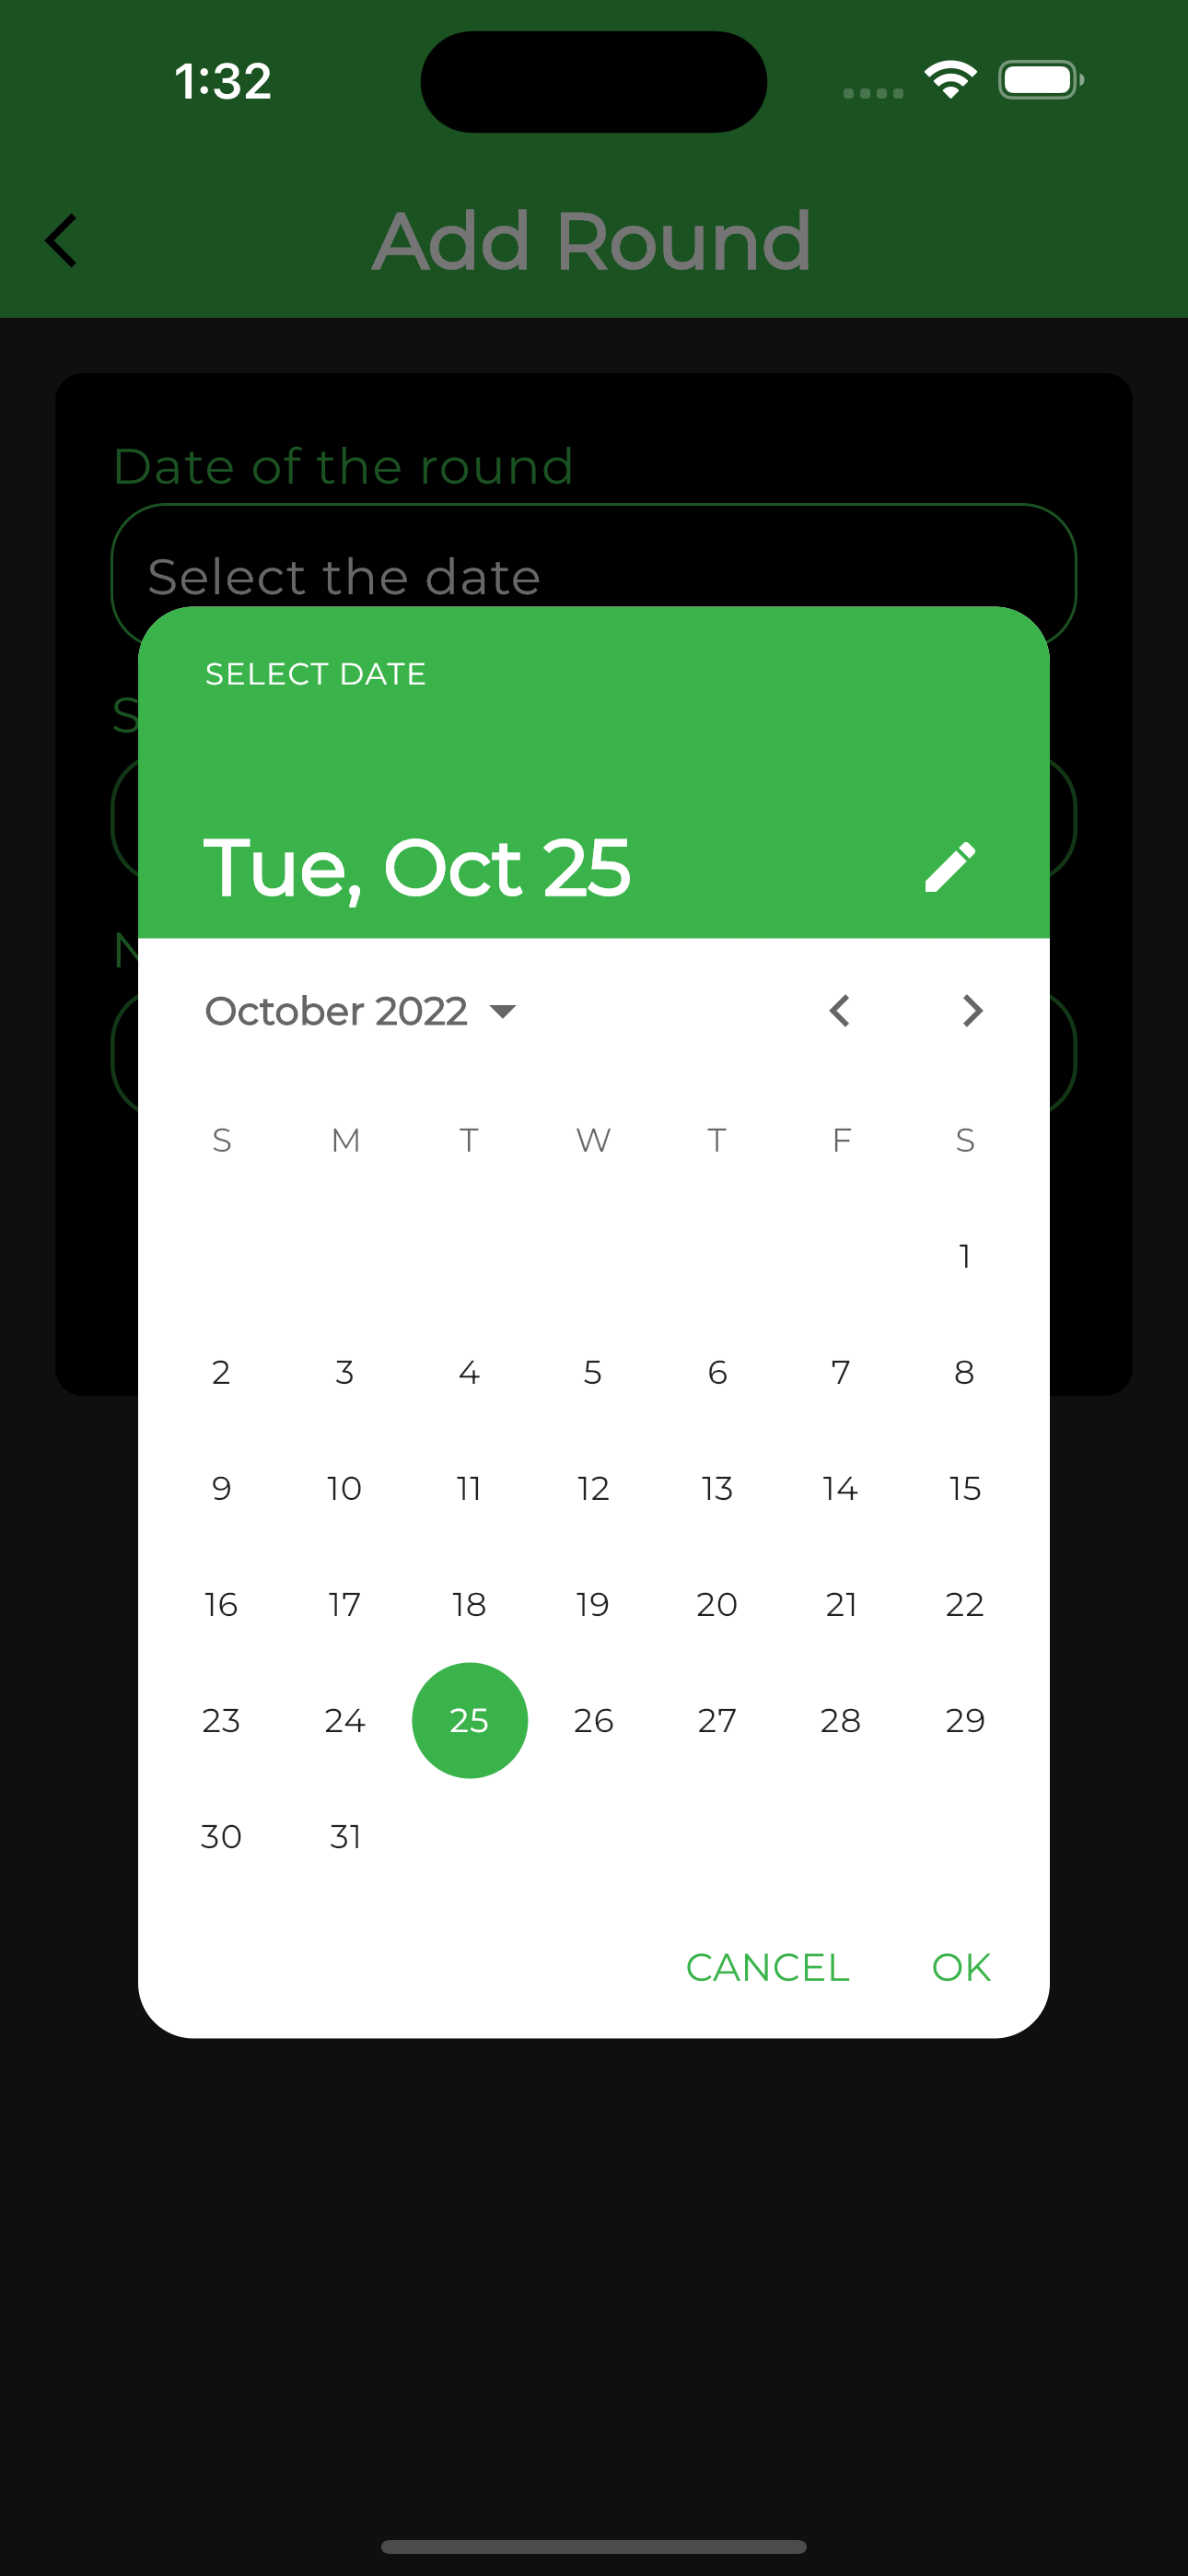 1:32
Add Round
Date of the round
Select the date
SELECT DATE
Tue, Oct 25
October 2022
S M T W T F S
1
2 3 4 5 6 7 8
9 10 11 12 13 14 15
16 17 18 19 20 21 22
23 24 25 26 27 28 29
30 31
CANCEL OK